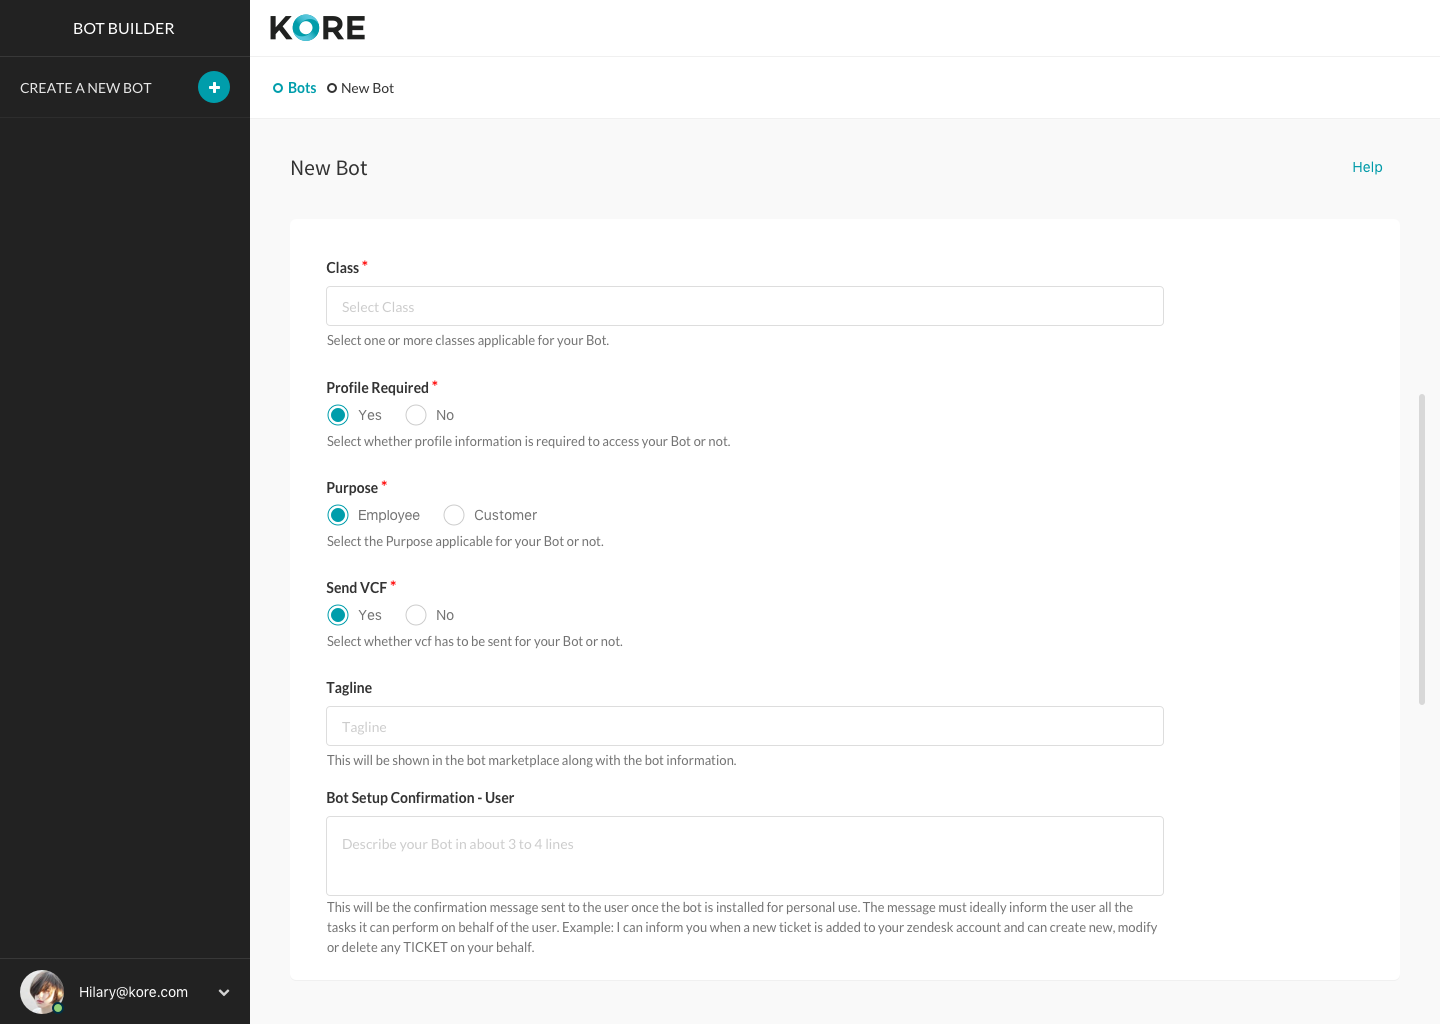 BOT BUILDER
KORE
CREATE A NEW BOT
Bots New Bot
New Bot
Help
Class *
Select Class
Select one or more classes applicable for your Bot.
Profile Required *
Yes No
Select whether profile information is required to access your Bot or not.
Purpose *
Employee Customer
Select the Purpose applicable for your Bot or not.
Send VCF *
Yes No
Select whether vcf has to be sent for your Bot or not.
Tagline
Tagline
This will be shown in the bot marketplace along with the bot information.
Bot Setup Confirmation - User
Describe your Bot in about 3 to 4 lines
This will be the confirmation message sent to the user once the bot is installed for personal use. The message must ideally inform the user all the
tasks it can perform on behalf of the user. Example: I can inform you when a new ticket is added to your zendesk account and can create new, modify
or delete any TICKET on your behalf.
Hilary@kore.com